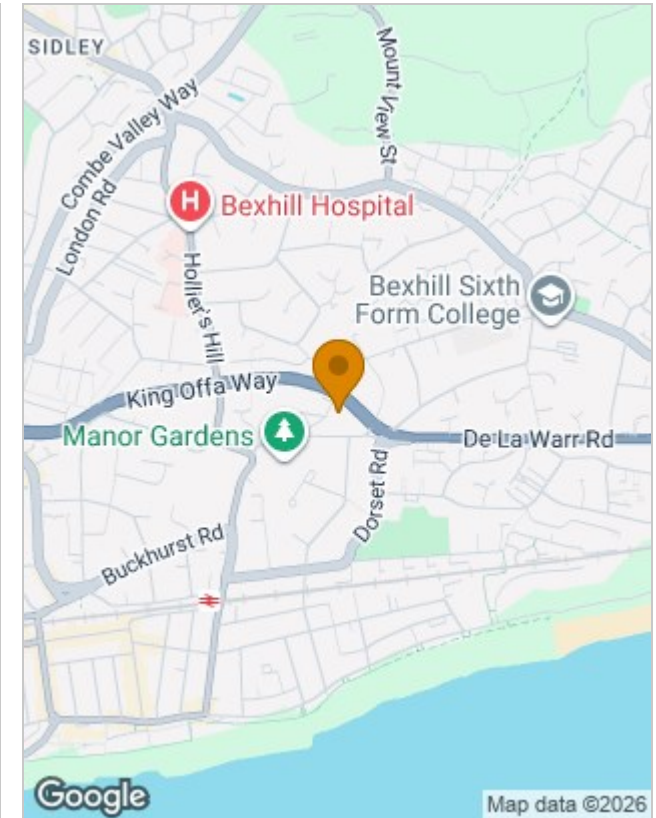 SIDLEY
Mount View St
Combe Valley Way
London Rd
H
Bexhill Hospital
Hollier's Hill
Bexhill Sixth
Form College
King Offa Way
Manor Gardens
De La Warr Rd
Dorset Rd
Buckhurst Rd
Google
Map data ©2026